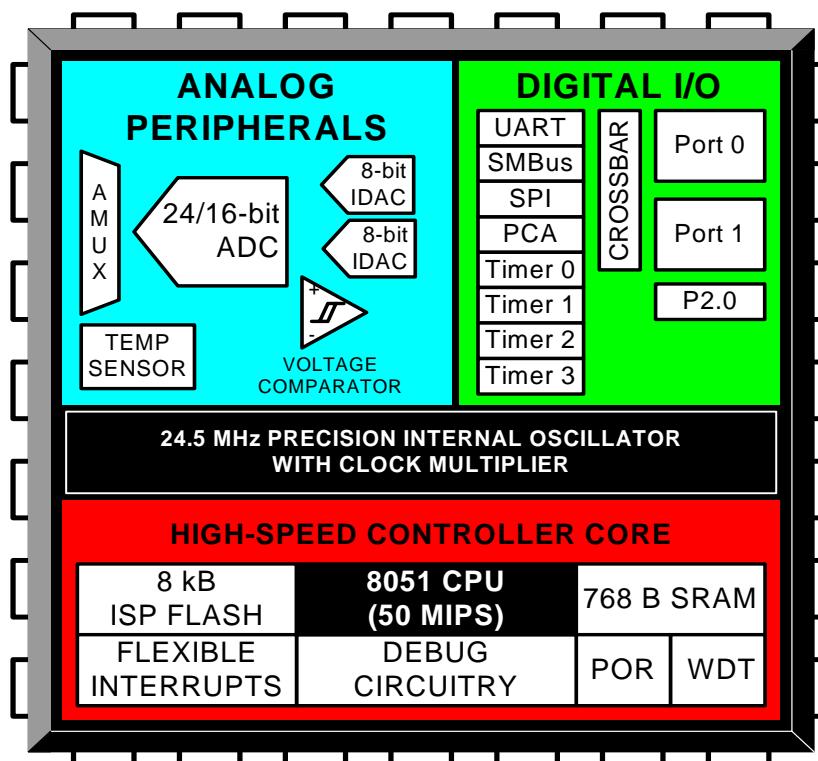 ANALOG
PERIPHERALS
AMUX
24/16-bit
ADC
8-bit
IDAC
8-bit
IDAC
+
-
TEMP
SENSOR
VOLTAGE
COMPARATOR
DIGITAL I/O
UART
SMBus
SPI
PCA
Timer 0
Timer 1
Timer 2
Timer 3
CROSSBAR
Port 0
Port 1
P2.0
24.5 MHz PRECISION INTERNAL OSCILLATOR
WITH CLOCK MULTIPLIER
HIGH-SPEED CONTROLLER CORE
8 kB
ISP FLASH
8051 CPU
(50 MIPS)
768 B SRAM
FLEXIBLE
INTERRUPTS
DEBUG
CIRCUITRY
POR
WDT